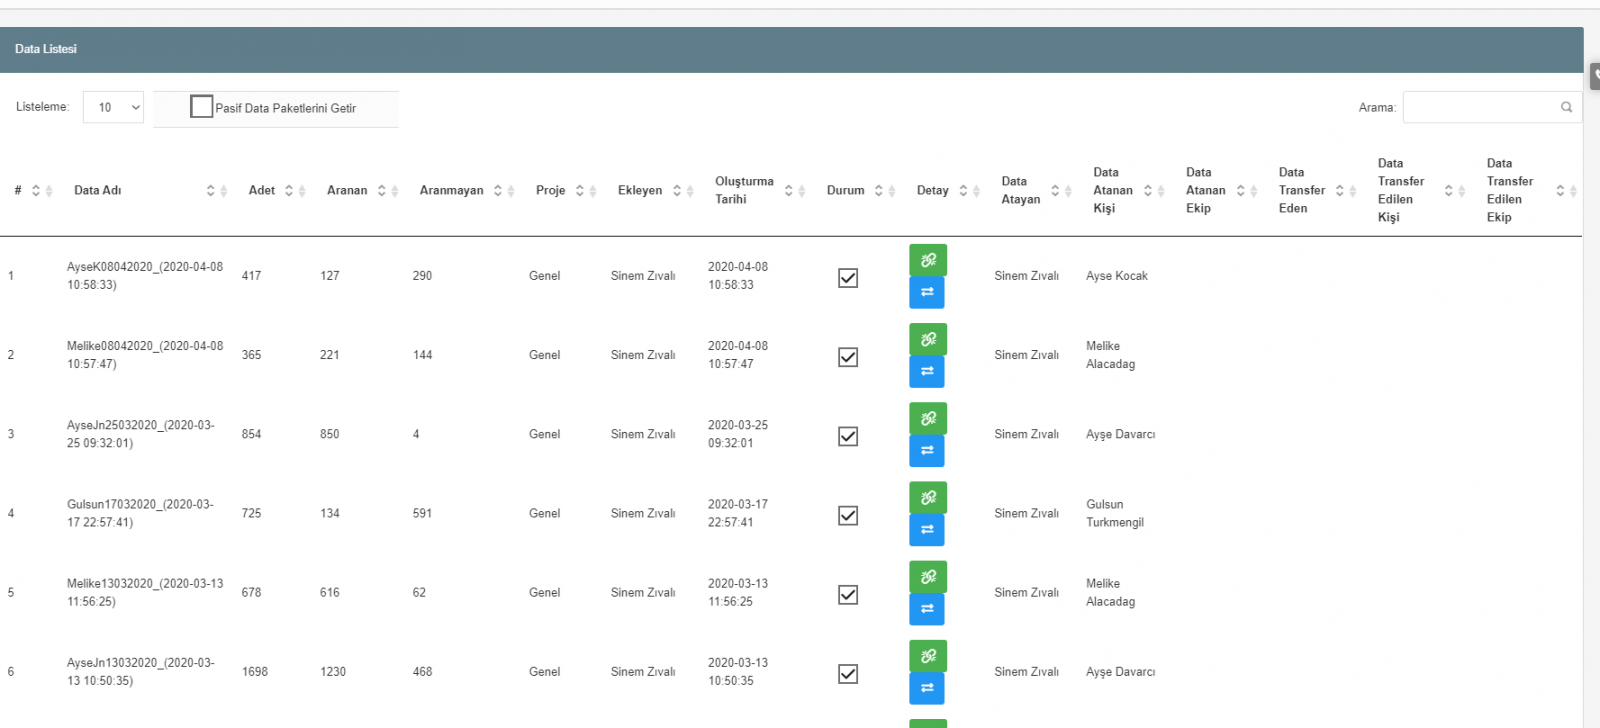 Data Listesi
Listeleme: 10 Pasif Data Paketlerini Getir Arama:
# Data Adı Adet Aranan Aranmayan Proje Ekleyen Oluşturma Tarihi Durum Detay Data Atayan Data Atanan Kişi Data Atanan Ekip Data Transfer Eden Data Transfer Edilen Kişi Data Transfer Edilen Ekip
1 AyseK08042020_(2020-04-08 10:58:33) 417 127 290 Genel Sinem Zıvalı 2020-04-08 10:58:33 Sinem Zıvalı Ayse Kocak
2 Melike08042020_(2020-04-08 10:57:47) 365 221 144 Genel Sinem Zıvalı 2020-04-08 10:57:47 Sinem Zıvalı Melike Alacadag
3 AyseJn25032020_(2020-03-25 09:32:01) 854 850 4 Genel Sinem Zıvalı 2020-03-25 09:32:01 Sinem Zıvalı Ayşe Davarcı
4 Gulsun17032020_(2020-03-17 22:57:41) 725 134 591 Genel Sinem Zıvalı 2020-03-17 22:57:41 Sinem Zıvalı Gulsun Turkmengil
5 Melike13032020_(2020-03-13 11:56:25) 678 616 62 Genel Sinem Zıvalı 2020-03-13 11:56:25 Sinem Zıvalı Melike Alacadag
6 AyseJn13032020_(2020-03-13 10:50:35) 1698 1230 468 Genel Sinem Zıvalı 2020-03-13 10:50:35 Sinem Zıvalı Ayşe Davarcı